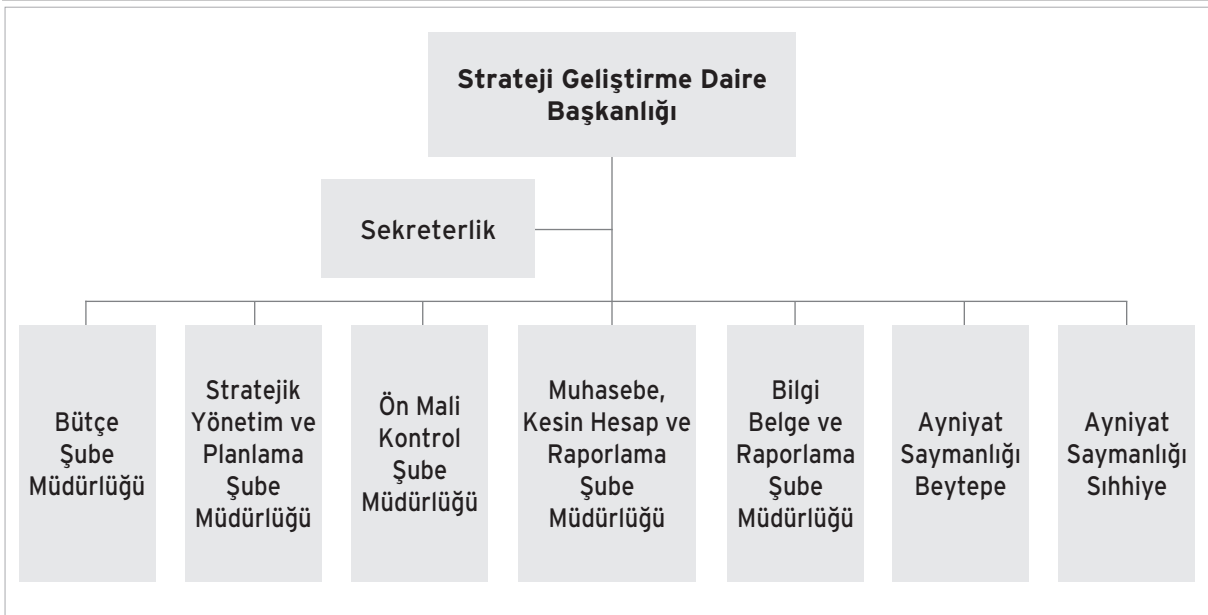 Strateji Geliştirme Daire
Başkanlığı
Sekreterlik
Bütçe
Şube
Müdürlüğü
Stratejik
Yönetim ve
Planlama
Şube
Müdürlüğü
Ön Mali
Kontrol
Şube
Müdürlüğü
Muhasebe,
Kesin Hesap ve
Raporlama
Şube
Müdürlüğü
Bilgi
Belge ve
Raporlama
Şube
Müdürlüğü
Ayniyat
Saymanlığı
Beytepe
Ayniyat
Saymanlığı
Sıhhiye